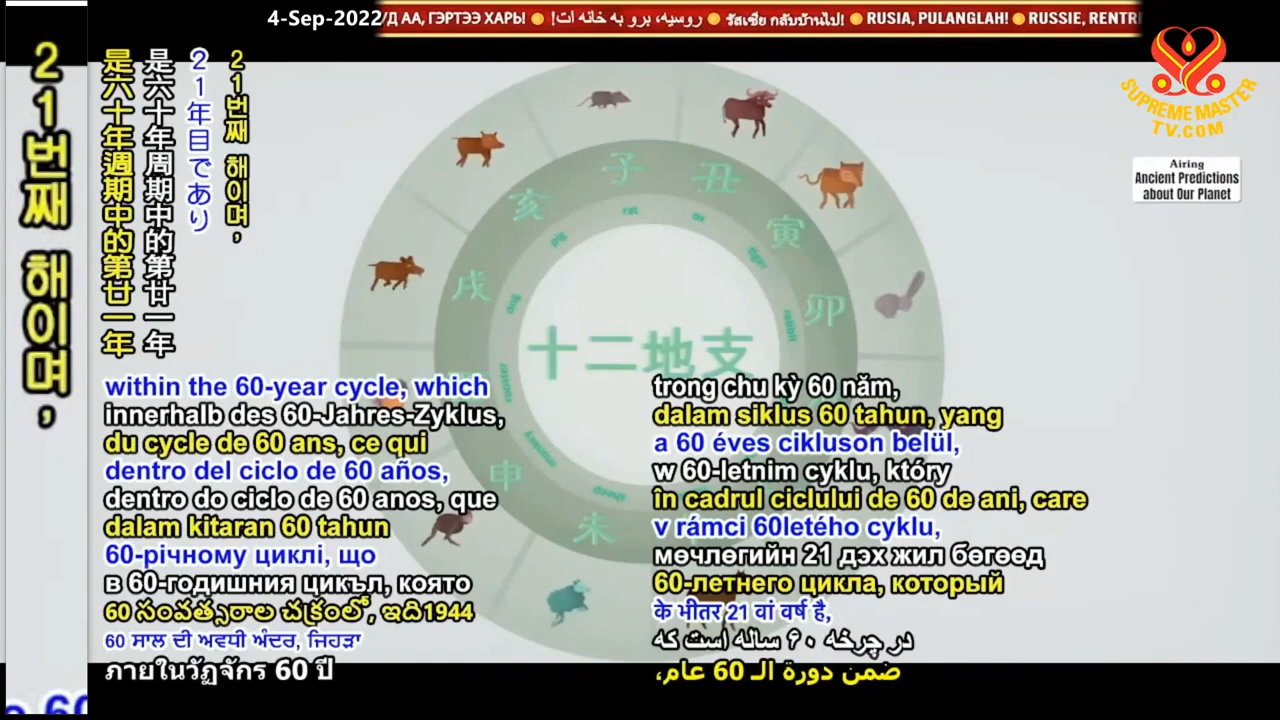 4-Sep-2022
УД АА, ГЭРТЭЭ ХАРЬ! روسیه، برو به خانه ات! รัสเซีย กลับบ้านไป! RUSIA, PULANGLAH! RUSSIE, RENTR
SUPREME MASTER
TV.COM
Airing
Ancient Predictions
about Our Planet
21번째 해이며,
是六十年週期中的第廿一年
是六十年周期中的第廿一年
21年目であり
21번째 해이며,
子
丑
寅
卯
未
申
戌
亥
rat
ox
tiger
rabbit
sheep
monkey
rooster
dog
pig
十二地支
within the 60-year cycle, which
innerhalb des 60-Jahres-Zyklus,
du cycle de 60 ans, ce qui
dentro del ciclo de 60 años,
dentro do ciclo de 60 anos, que
dalam kitaran 60 tahun
60-річному циклі, що
в 60-годишния цикъл, която
60 సంవత్సరాల చక్రంలో, ఇది1944
60 ਸਾਲ ਦੀ ਅਵਧੀ ਅੰਦਰ, ਜਿਹੜਾ
ภายในวัฏจักร 60 ปี
trong chu kỳ 60 năm,
dalam siklus 60 tahun, yang
a 60 éves cikluson belül,
w 60-letnim cyklu, który
în cadrul ciclului de 60 de ani, care
v rámci 60letého cyklu,
мөчлөгийн 21 дэх жил бөгөөд
60-летнего цикла, который
के भीतर 21 वां वर्ष है,
در چرخه ۶۰ ساله است که
ضمن دورة الـ 60 عام،